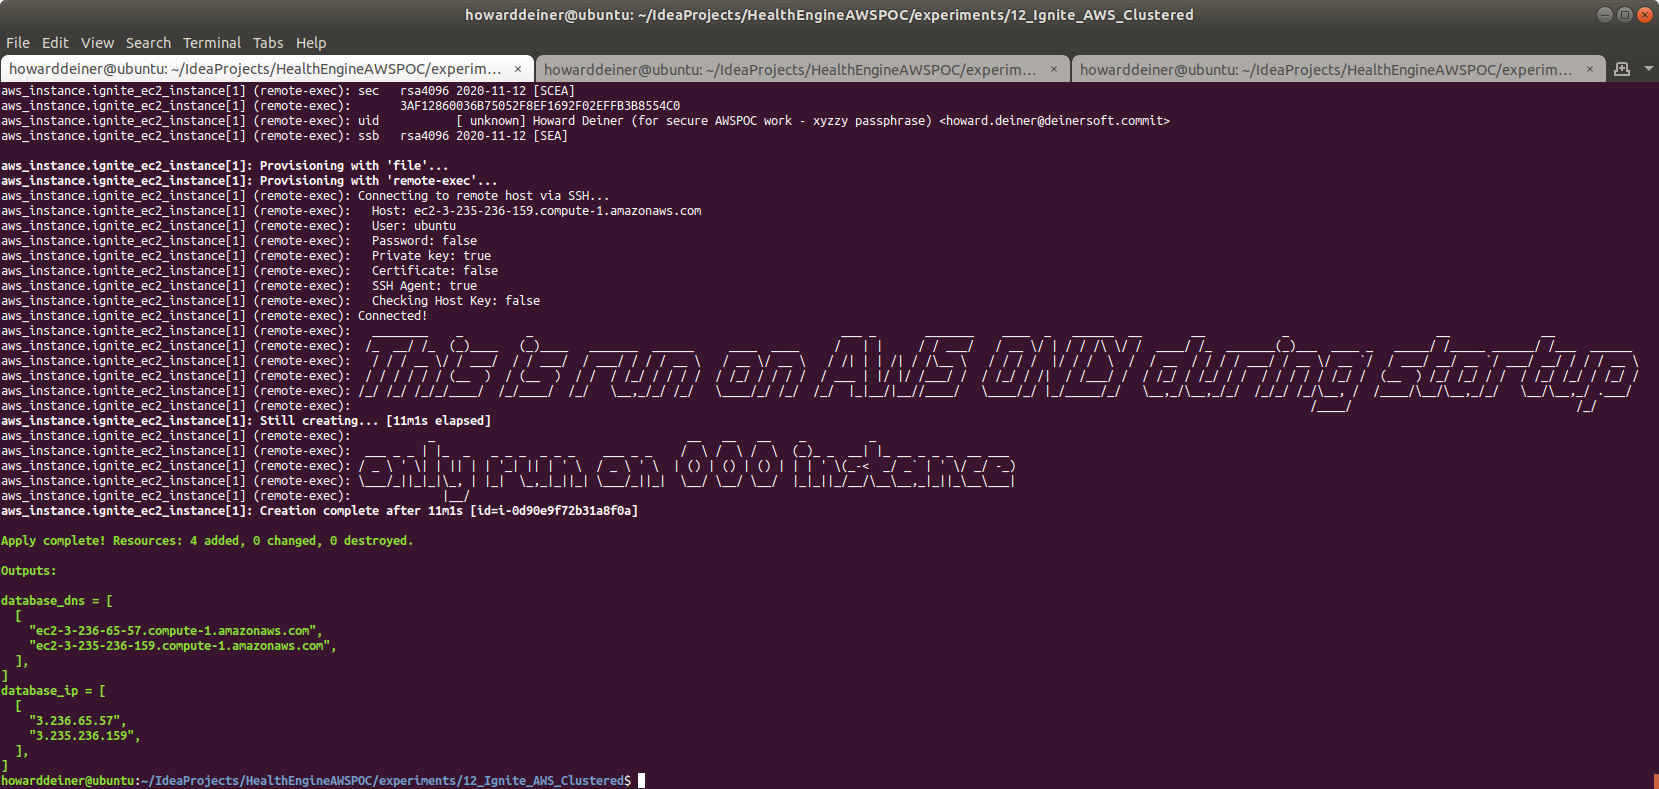 howarddeiner@ubuntu: ~/IdeaProjects/HealthEngineAWSPOC/experiments/12_Ignite_AWS_Clustered
File Edit View Search Terminal Tabs Help
howarddeiner@ubuntu: ~/IdeaProjects/HealthEngineAWSPOC/experim... × howarddeiner@ubuntu: ~/IdeaProjects/HealthEngineAWSPOC/experim... × howarddeiner@ubuntu: ~/IdeaProjects/HealthEngineAWSPOC/experim... ×
aws_instance.ignite_ec2_instance[1] (remote-exec): sec   rsa4096 2020-11-12 [SCEA]
aws_instance.ignite_ec2_instance[1] (remote-exec):       3AF12860036B75052F8EF1692F02EFFB3B8554C0
aws_instance.ignite_ec2_instance[1] (remote-exec): uid           [ unknown] Howard Deiner (for secure AWSPOC work - xyzzy passphrase) <howard.deiner@deinersoft.commit>
aws_instance.ignite_ec2_instance[1] (remote-exec): ssb   rsa4096 2020-11-12 [SEA]
aws_instance.ignite_ec2_instance[1]: Provisioning with 'file'...
aws_instance.ignite_ec2_instance[1]: Provisioning with 'remote-exec'...
aws_instance.ignite_ec2_instance[1] (remote-exec): Connecting to remote host via SSH...
aws_instance.ignite_ec2_instance[1] (remote-exec):   Host: ec2-3-235-236-159.compute-1.amazonaws.com
aws_instance.ignite_ec2_instance[1] (remote-exec):   User: ubuntu
aws_instance.ignite_ec2_instance[1] (remote-exec):   Password: false
aws_instance.ignite_ec2_instance[1] (remote-exec):   Private key: true
aws_instance.ignite_ec2_instance[1] (remote-exec):   Certificate: false
aws_instance.ignite_ec2_instance[1] (remote-exec):   SSH Agent: true
aws_instance.ignite_ec2_instance[1] (remote-exec):   Checking Host Key: false
aws_instance.ignite_ec2_instance[1] (remote-exec): Connected!
aws_instance.ignite_ec2_instance[1] (remote-exec):
aws_instance.ignite_ec2_instance[1] (remote-exec):
aws_instance.ignite_ec2_instance[1] (remote-exec): This is run on AWS ONLY during startup
aws_instance.ignite_ec2_instance[1] (remote-exec):
aws_instance.ignite_ec2_instance[1] (remote-exec):
aws_instance.ignite_ec2_instance[1] (remote-exec):
aws_instance.ignite_ec2_instance[1]: Still creating... [11m1s elapsed]
aws_instance.ignite_ec2_instance[1] (remote-exec):
aws_instance.ignite_ec2_instance[1] (remote-exec):
aws_instance.ignite_ec2_instance[1] (remote-exec): only run on 000 instance
aws_instance.ignite_ec2_instance[1] (remote-exec):
aws_instance.ignite_ec2_instance[1] (remote-exec):
aws_instance.ignite_ec2_instance[1]: Creation complete after 11m1s [id=i-0d90e9f72b31a8f0a]
Apply complete! Resources: 4 added, 0 changed, 0 destroyed.
Outputs:
database_dns = [
  [
    "ec2-3-236-65-57.compute-1.amazonaws.com",
    "ec2-3-235-236-159.compute-1.amazonaws.com",
  ],
]
database_ip = [
  [
    "3.236.65.57",
    "3.235.236.159",
  ],
]
howarddeiner@ubuntu:~/IdeaProjects/HealthEngineAWSPOC/experiments/12_Ignite_AWS_Clustered$